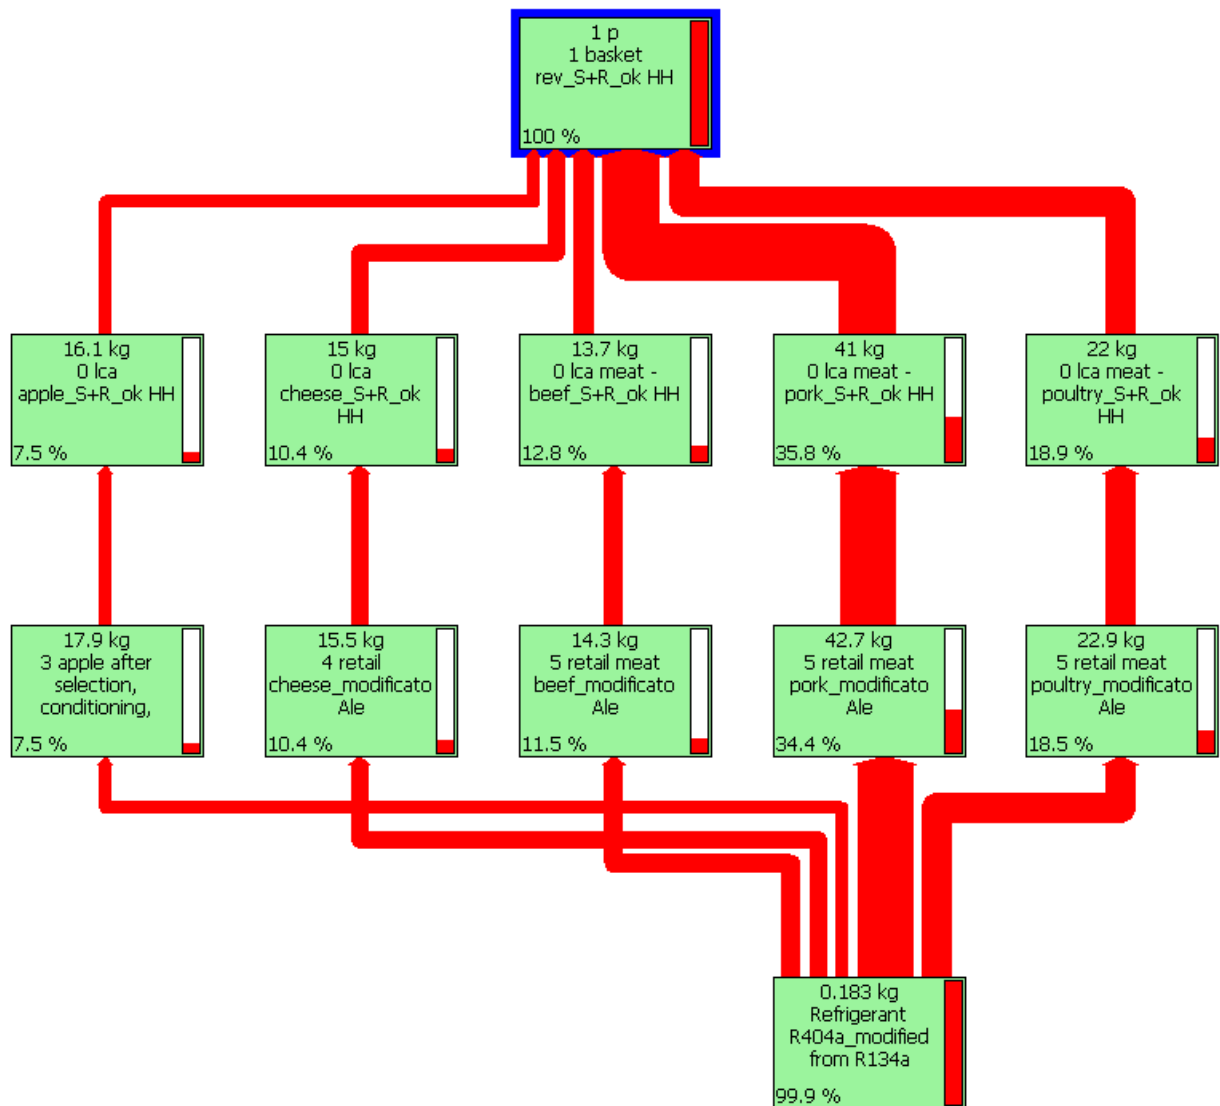 1 p
1 basket
rev_S+R_ok HH
100 %
16.1 kg
0 lca
apple_S+R_ok HH
7.5 %
15 kg
0 lca
cheese_S+R_ok
HH
10.4 %
13.7 kg
0 lca meat -
beef_S+R_ok HH
12.8 %
41 kg
0 lca meat -
pork_S+R_ok HH
35.8 %
22 kg
0 lca meat -
poultry_S+R_ok
HH
18.9 %
17.9 kg
3 apple after
selection,
conditioning,
7.5 %
15.5 kg
4 retail
cheese_modificato
Ale
10.4 %
14.3 kg
5 retail meat
beef_modificato
Ale
11.5 %
42.7 kg
5 retail meat
pork_modificato
Ale
34.4 %
22.9 kg
5 retail meat
poultry_modificato
Ale
18.5 %
0.183 kg
Refrigerant
R404a_modified
from R134a
99.9 %